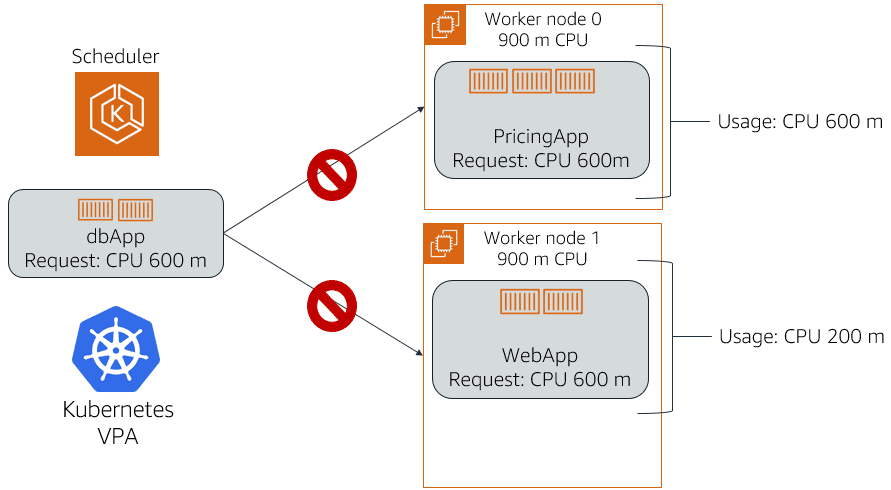 Scheduler
K
dbApp
Request: CPU 600 m
Kubernetes
VPA
Worker node 0
900 m CPU
PricingApp
Request: CPU 600m
Usage: CPU 600 m
Worker node 1
900 m CPU
WebApp
Request: CPU 600 m
Usage: CPU 200 m